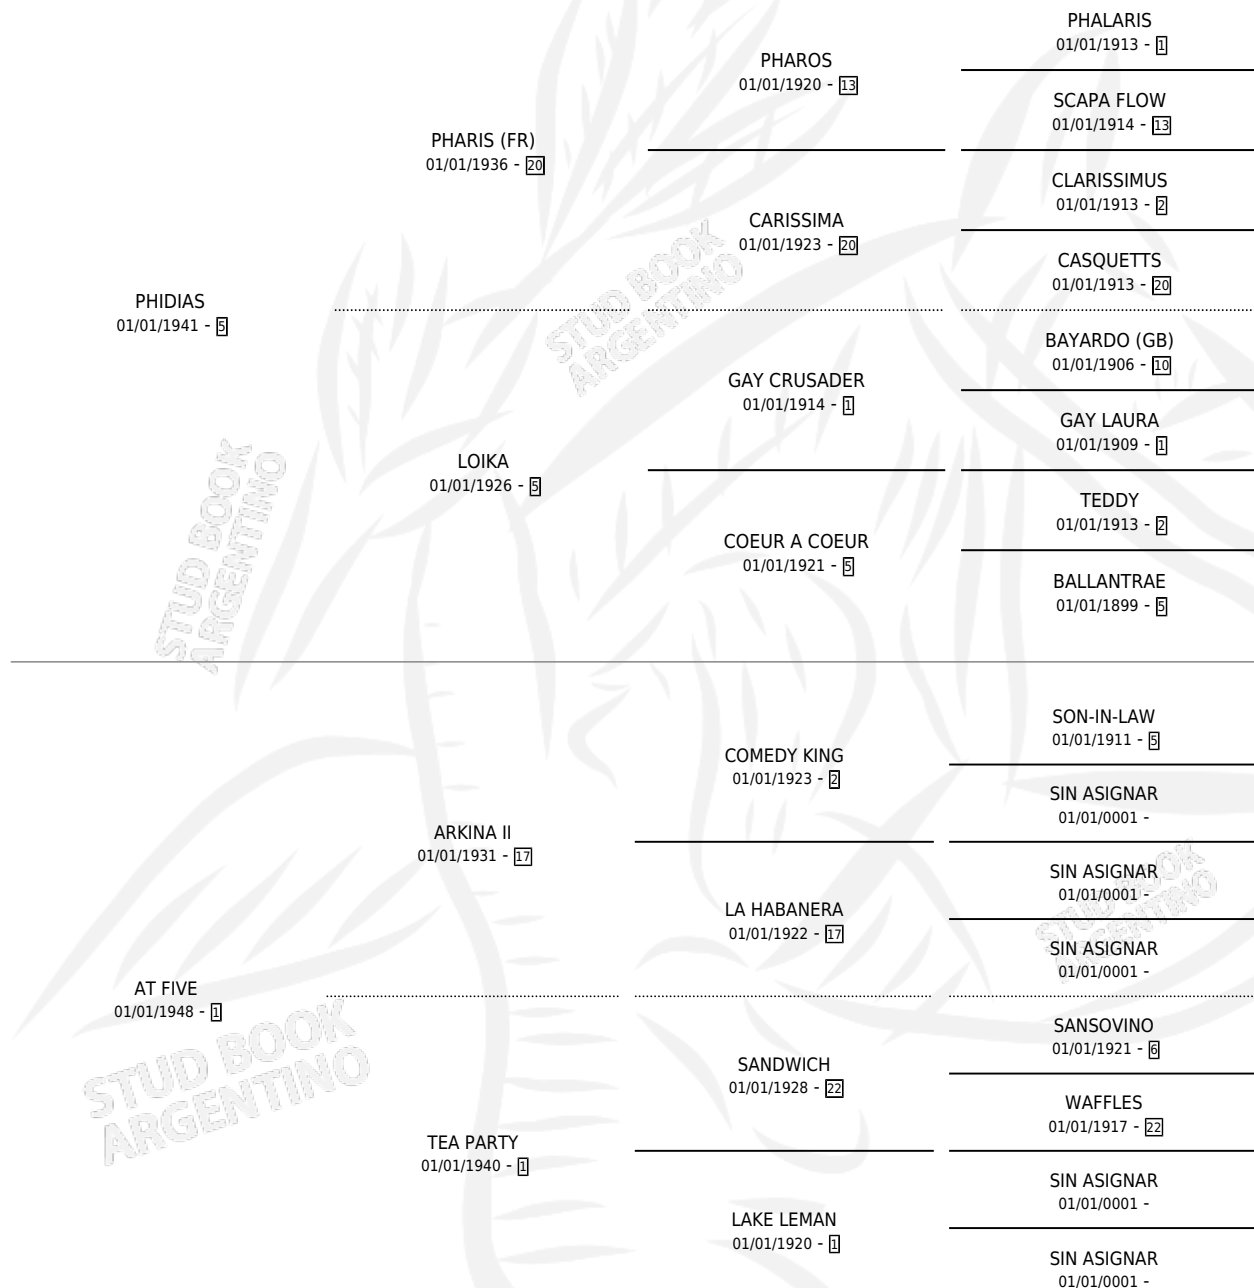 PHIDIAS
01/01/1941 - 5
PHARIS (FR)
01/01/1936 - 20
LOIKA
01/01/1926 - 5
PHAROS
01/01/1920 - 13
CARISSIMA
01/01/1923 - 20
GAY CRUSADER
01/01/1914 - 1
COEUR A COEUR
01/01/1921 - 5
PHALARIS
01/01/1913 - 1
SCAPA FLOW
01/01/1914 - 13
CLARISSIMUS
01/01/1913 - 2
CASQUETTS
01/01/1913 - 20
BAYARDO (GB)
01/01/1906 - 10
GAY LAURA
01/01/1909 - 1
TEDDY
01/01/1913 - 2
BALLANTRAE
01/01/1899 - 5
AT FIVE
01/01/1948 - 1
ARKINA II
01/01/1931 - 17
TEA PARTY
01/01/1940 - 1
COMEDY KING
01/01/1923 - 2
LA HABANERA
01/01/1922 - 17
SANDWICH
01/01/1928 - 22
LAKE LEMAN
01/01/1920 - 1
SON-IN-LAW
01/01/1911 - 5
SIN ASIGNAR
01/01/0001 -
SIN ASIGNAR
01/01/0001 -
SIN ASIGNAR
01/01/0001 -
SANSOVINO
01/01/1921 - 6
WAFFLES
01/01/1917 - 22
SIN ASIGNAR
01/01/0001 -
SIN ASIGNAR
01/01/0001 -
STUD BOOK
ARGENTINO
STUD BOOK
ARGENTINO
STUD BOOK
ARGENTINO
STUD BOOK
ARGENTINO